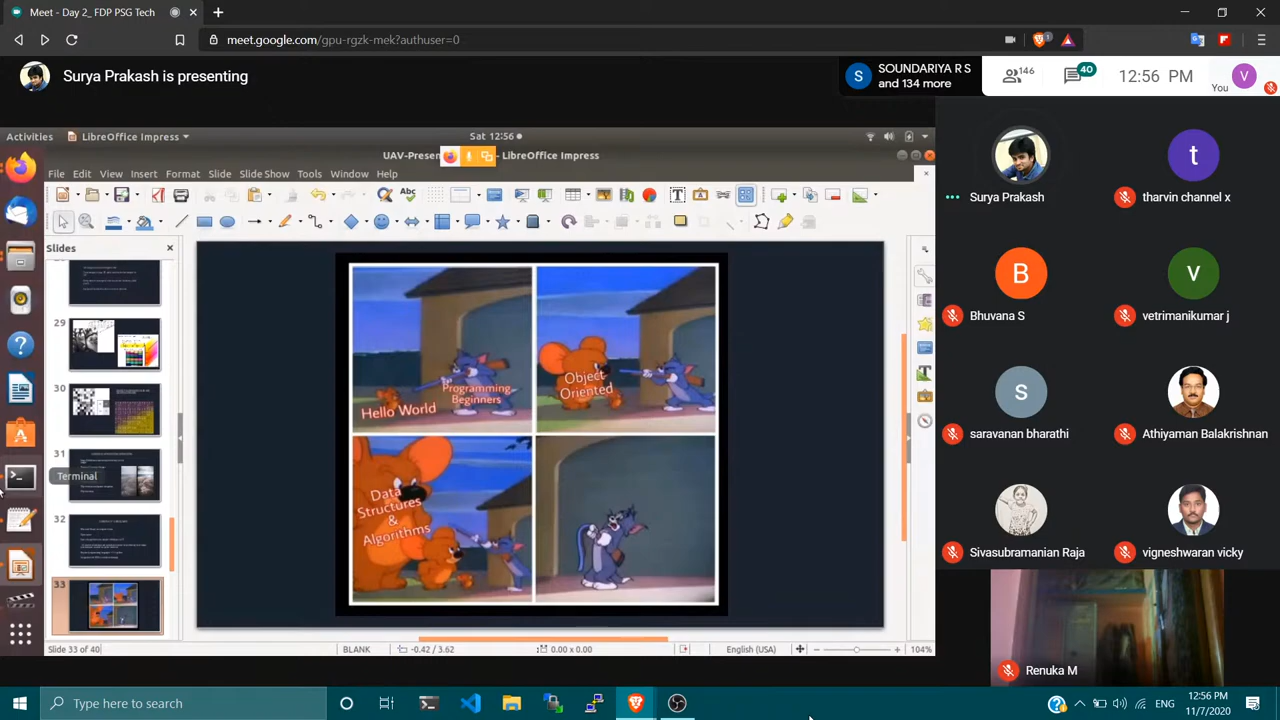 Meet - Day 2_ FDP PSG Tech
meet.google.com/gpu-rgzk-mek?authuser=0
Surya Prakash is presenting
SOUNDARIYA R S
and 134 more
146
40
12:56 PM
You
V
Activities
LibreOffice Impress
Sat 12:56
UAV-Presen
- LibreOffice Impress
File Edit View Insert Format Slide Slide Show Tools Window Help
Slides
29
30
31
32
33
Terminal
Hello World
Programming
Beginners
Object
Oriented
Data
Structures
&
Algorithms
Slide 33 of 40
BLANK
-0.42 / 3.62
0.00 x 0.00
English (USA)
104%
Surya Prakash
t
tharvin channel x
B
Bhuvana S
V
vetrimanikumar j
s
saravanan bharathi
Athiyaman Balakrishnan
Sivasubramanian Raja
vigneshwaran vicky
Renuka M
Type here to search
ENG
12:56 PM
11/7/2020